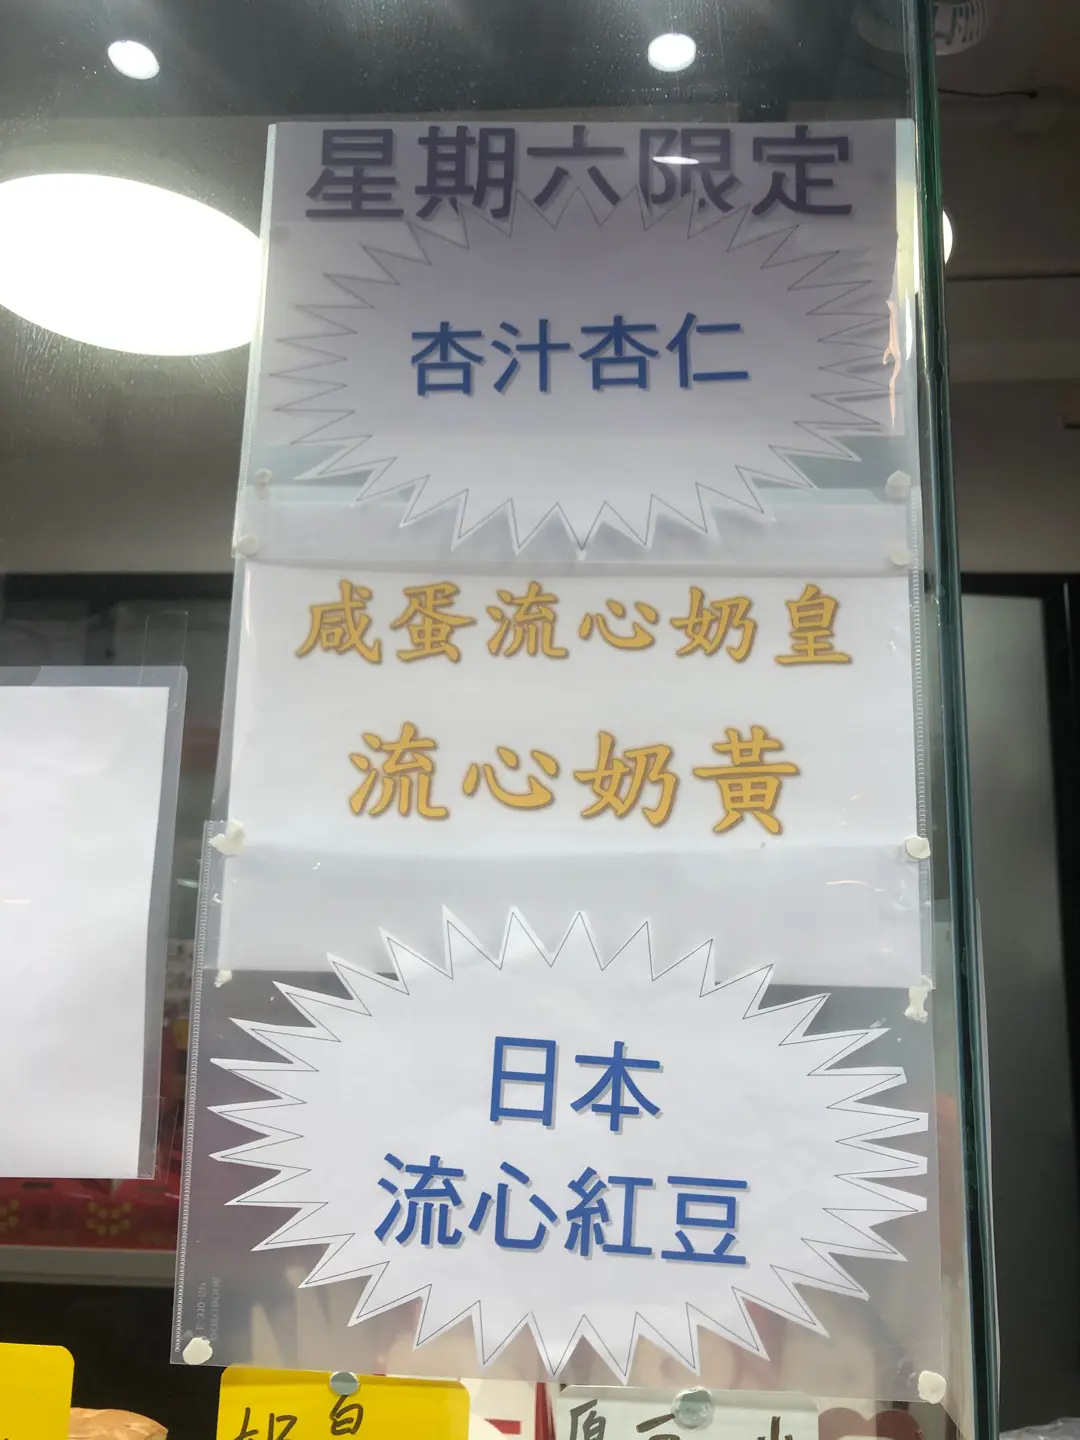 星期六限定
杏汁杏仁
咸蛋流心奶皇
流心奶黃
日本
流心紅豆